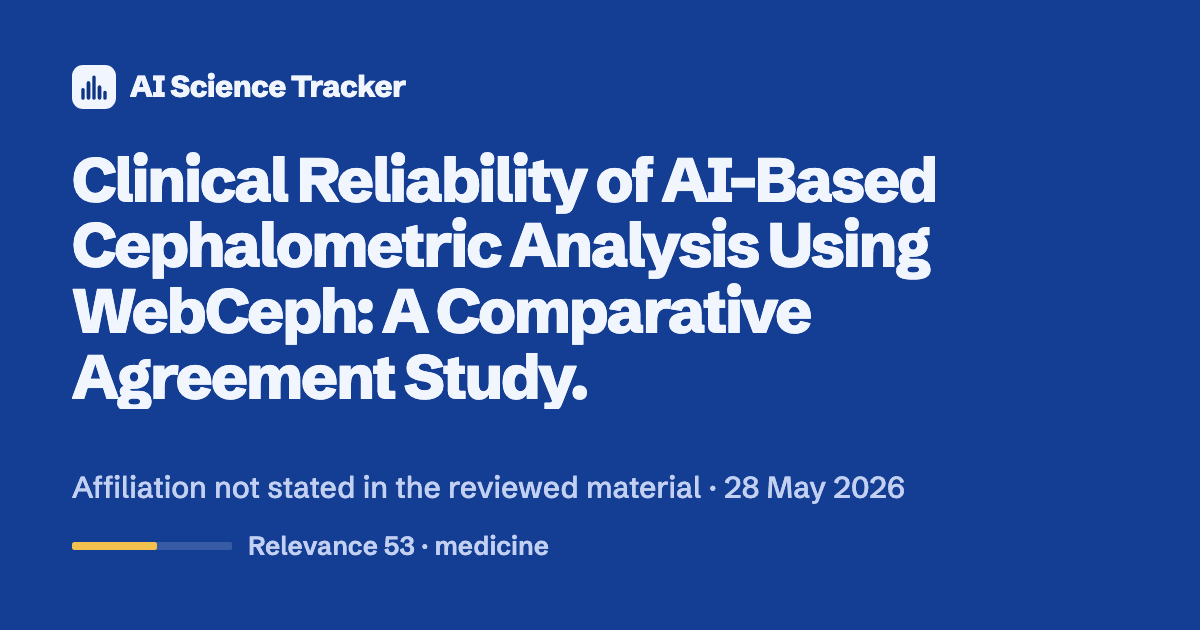 AI Science Tracker
Clinical Reliability of AI-Based
Cephalometric Analysis Using
WebCeph: A Comparative
Agreement Study.
Affiliation not stated in the reviewed material · 28 May 2026
Relevance 53 · medicine